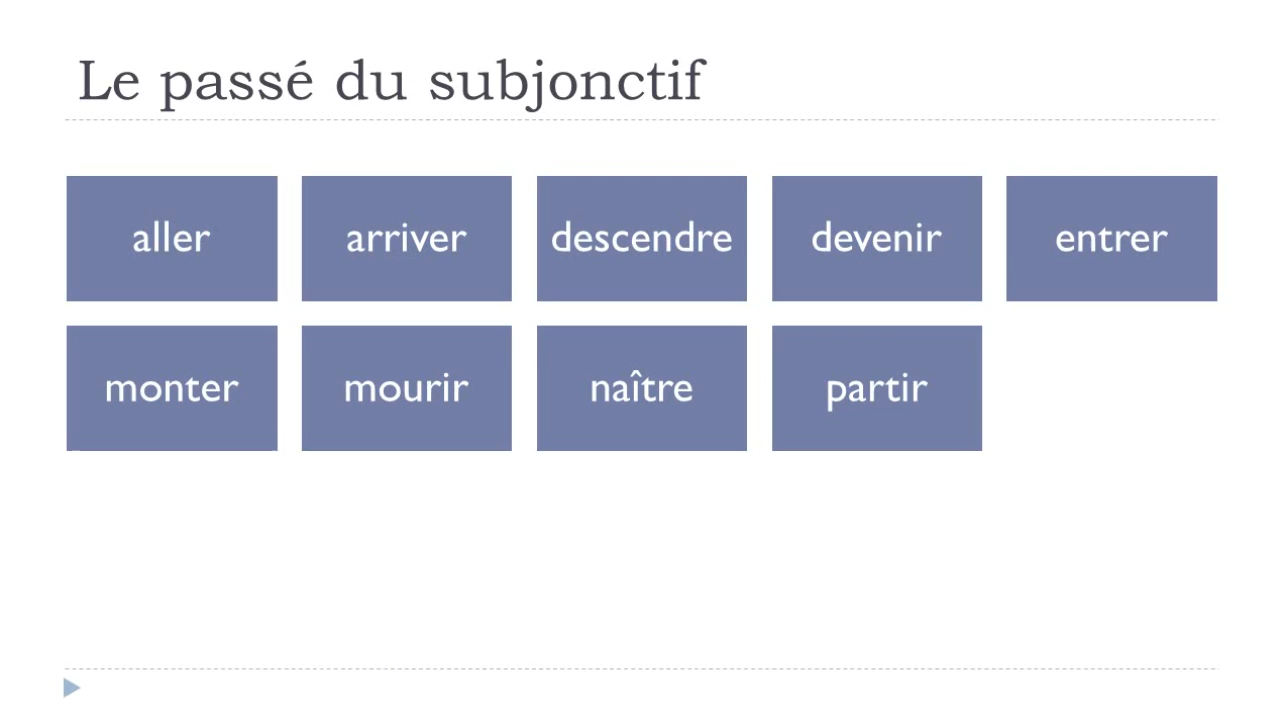 Le passé du subjonctif
aller arriver descendre devenir entrer
monter mourir naître partir